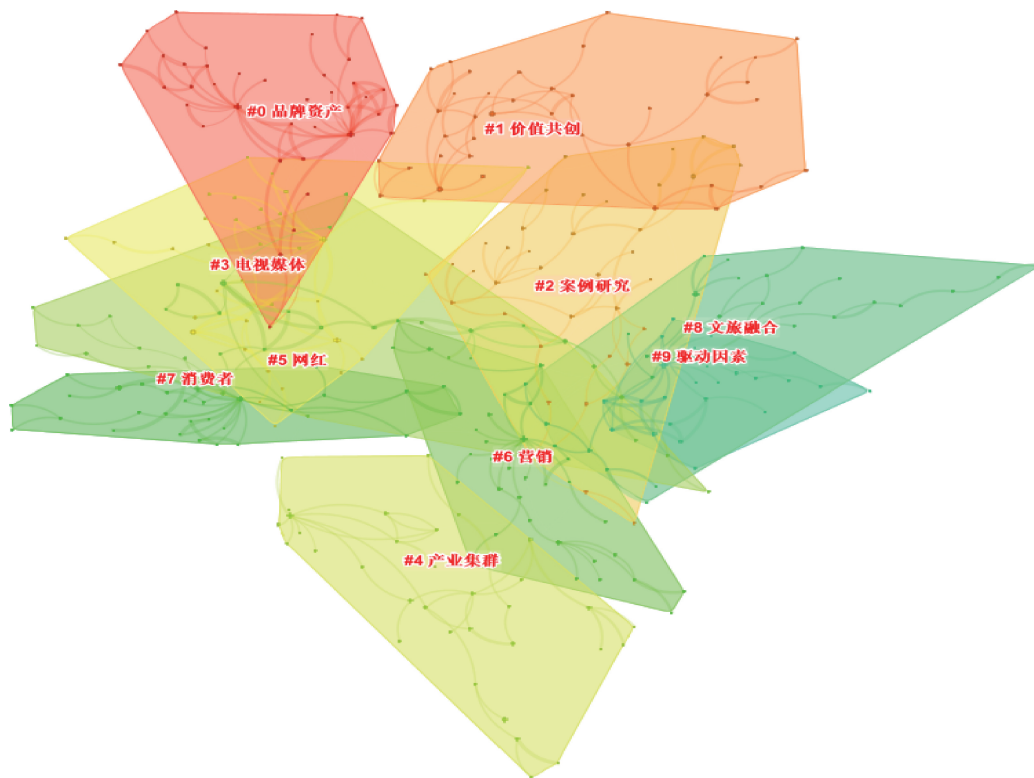 #0 品牌资产
#1 价值共创
#3 电视媒体
#2 案例研究
#8 文旅融合
#9 驱动因素
#5 网红
#7 消费者
#6 营销
#4 产业集群